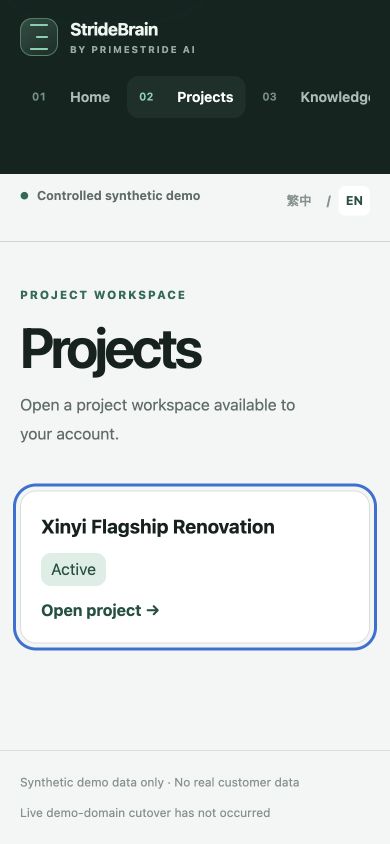 StrideBrain
BY PRIMESTRIDE AI
01 Home 02 Projects 03 Knowledge
Controlled synthetic demo
繁中 / EN
PROJECT WORKSPACE
Projects
Open a project workspace available to
your account.
Xinyi Flagship Renovation
Active
Open project →
Synthetic demo data only · No real customer data
Live demo-domain cutover has not occurred